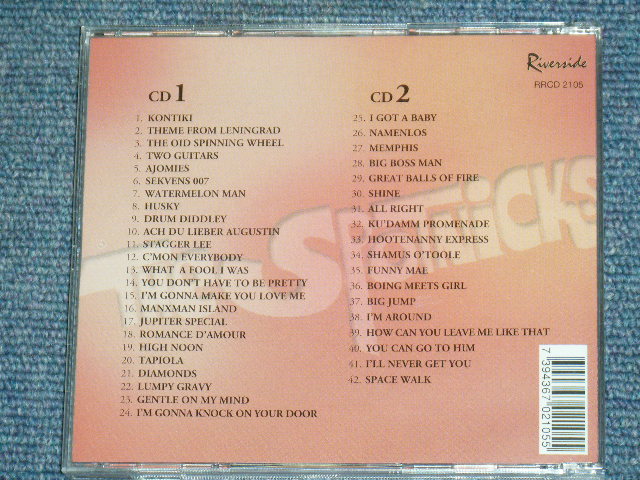 Riverside
RRCD 2105
CD 1
1. KONTIKI
2. THEME FROM LENINGRAD
3. THE OID SPINNING WHEEL
4. TWO GUITARS
5. AJOMIES
6. SEKVENS 007
7. WATERMELON MAN
8. HUSKY
9. DRUM DIDDLEY
10. ACH DU LIEBER AUGUSTIN
11. STAGGER LEE
12. C'MON EVERYBODY
13. WHAT A FOOL I WAS
14. YOU DON'T HAVE TO BE PRETTY
15. I'M GONNA MAKE YOU LOVE ME
16. MANXMAN ISLAND
17. JUPITER SPECIAL
18. ROMANCE D'AMOUR
19. HIGH NOON
20. TAPIOLA
21. DIAMONDS
22. LUMPY GRAVY
23. GENTLE ON MY MIND
24. I'M GONNA KNOCK ON YOUR DOOR
CD 2
25. I GOT A BABY
26. NAMENLOS
27. MEMPHIS
28. BIG BOSS MAN
29. GREAT BALLS OF FIRE
30. SHINE
31. ALL RIGHT
32. KU'DAMM PROMENADE
33. HOOTENANNY EXPRESS
34. SHAMUS O'TOOLE
35. FUNNY MAE
36. BOING MEETS GIRL
37. BIG JUMP
38. I'M AROUND
39. HOW CAN YOU LEAVE ME LIKE THAT
40. YOU CAN GO TO HIM
41. I'LL NEVER GET YOU
42. SPACE WALK
7 394367 021055